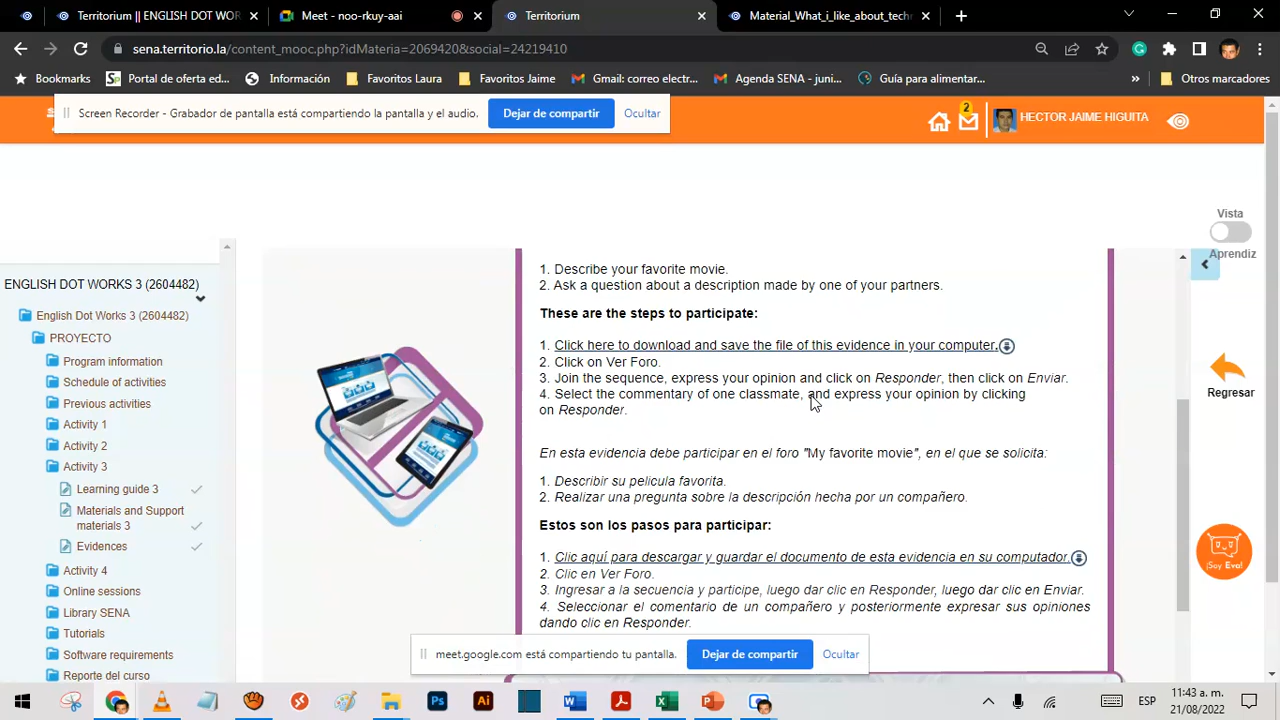 Territorium || ENGLISH DOT WOR
Meet - noo-rkuy-aai
Territorium
Material_What_i_like_about_techn
sena.territorio.la/content_mooc.php?idMateria=2069420&social=24219410
Bookmarks
Portal de oferta ed...
Información
Favoritos Laura
Favoritos Jaime
Gmail: correo electr...
Agenda SENA - juni...
Guía para alimentar...
»
Otros marcadores
Screen Recorder - Grabador de pantalla está compartiendo la pantalla y el audio.
Dejar de compartir
Ocultar
2
HECTOR JAIME HIGUITA
Vista
Aprendiz
Regresar
¡Soy Eva!
ENGLISH DOT WORKS 3 (2604482)
English Dot Works 3 (2604482)
PROYECTO
Program information
Schedule of activities
Previous activities
Activity 1
Activity 2
Activity 3
Learning guide 3
Materials and Support
materials 3
Evidences
Activity 4
Online sessions
Library SENA
Tutorials
Software requirements
Reporte del curso
1. Describe your favorite movie.
2. Ask a question about a description made by one of your partners.
These are the steps to participate:
1. Click here to download and save the file of this evidence in your computer.
2. Click on Ver Foro.
3. Join the sequence, express your opinion and click on Responder, then click on Enviar.
4. Select the commentary of one classmate, and express your opinion by clicking
on Responder.
En esta evidencia debe participar en el foro "My favorite movie", en el que se solicita:
1. Describir su película favorita.
2. Realizar una pregunta sobre la descripción hecha por un compañero.
Estos son los pasos para participar:
1. Clic aquí para descargar y guardar el documento de esta evidencia en su computador.
2. Clic en Ver Foro.
3. Ingresar a la secuencia y participe, luego dar clic en Responder, luego dar clic en Enviar.
4. Seleccionar el comentario de un compañero y posteriormente expresar sus opiniones
dando clic en Responder.
meet.google.com está compartiendo tu pantalla.
Dejar de compartir
Ocultar
ESP
11:43 a. m.
21/08/2022